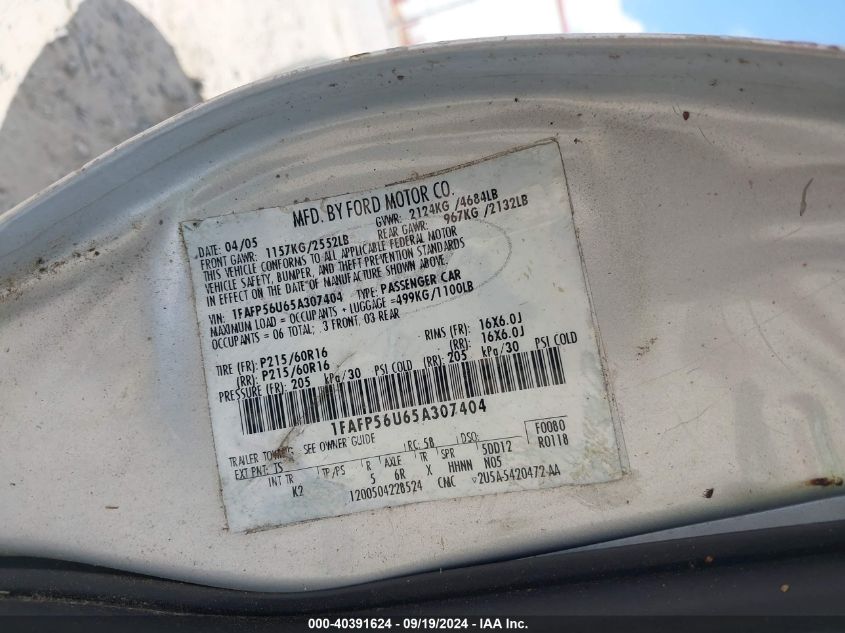 MFD. BY FORD MOTOR CO.
DATE: 04/05 GVWR: 2124KG /4684LB
FRONT GAWR: 1157KG/2552LB REAR GAWR: 967KG /2132LB
THIS VEHICLE CONFORMS TO ALL APPLICABLE FEDERAL MOTOR
VEHICLE SAFETY, BUMPER, AND THEFT PREVENTION STANDARDS
IN EFFECT ON THE DATE OF MANUFACTURE SHOWN ABOVE.
VIN: 1FAFP56U65A307404 TYPE: PASSENGER CAR
MAXIMUM LOAD = OCCUPANTS + LUGGAGE =499KG/1100LB
OCCUPANTS = 06 TOTAL; 3 FRONT, 03 REAR
TIRE (FR): P215/60R16 RINS (FR): 16X6.0J
(RR): P215/60R16 (RR): 16X6.0J
PRESSURE (FR): 205 kPa/30 PSI COLD (RR): 205 kPa/30 PSI COLD
1FAFP56U65A307404
TRAILER TOWING: SEE OWNER GUIDE F0080
EXT PNT: TS RC: 58 DSO: R0118
INT TR TP/PS R AXLE TR SPR 5DD12
K2 5 6R X HHNN N05
1200504228524 CMC 2U5A-5420472-AA
000-40391624 - 09/19/2024 - IAA Inc.